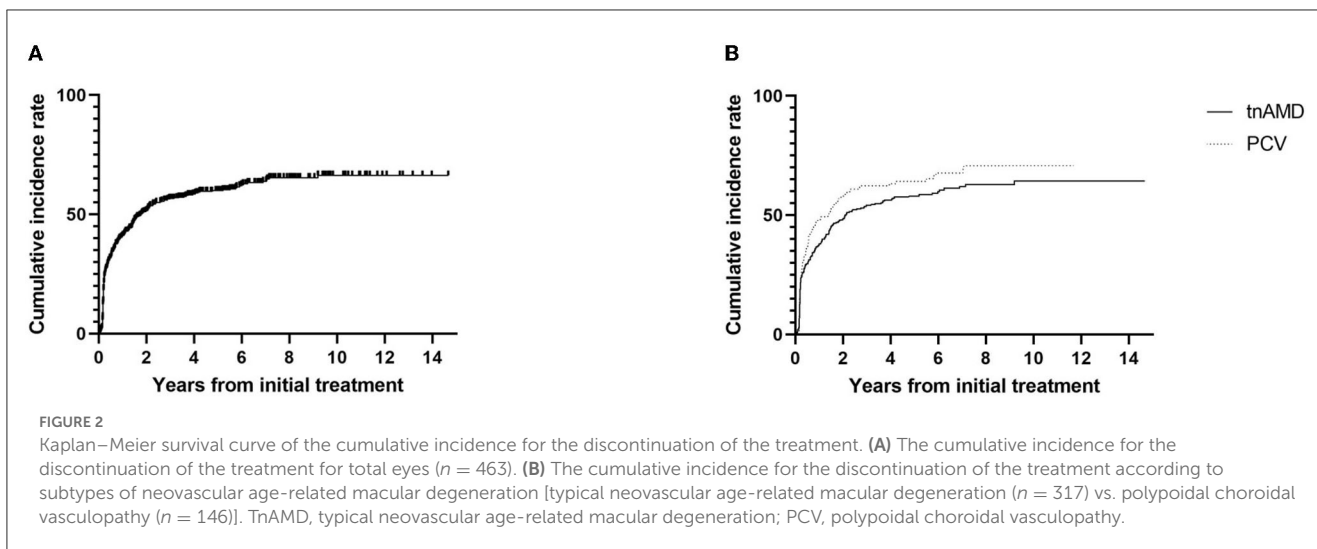 A
B
Cumulative incidence rate
100
50
0
0 2 4 6 8 10 12 14
Years from initial treatment
Cumulative incidence rate
100
50
0
0 2 4 6 8 10 12 14
Years from initial treatment
tnAMD
PCV
FIGURE 2
Kaplan–Meier survival curve of the cumulative incidence for the discontinuation of the treatment. (A) The cumulative incidence for the
discontinuation of the treatment for total eyes (n = 463). (B) The cumulative incidence for the discontinuation of the treatment according to
subtypes of neovascular age-related macular degeneration [typical neovascular age-related macular degeneration (n = 317) vs. polypoidal choroidal
vasculopathy (n = 146)]. TnAMD, typical neovascular age-related macular degeneration; PCV, polypoidal choroidal vasculopathy.